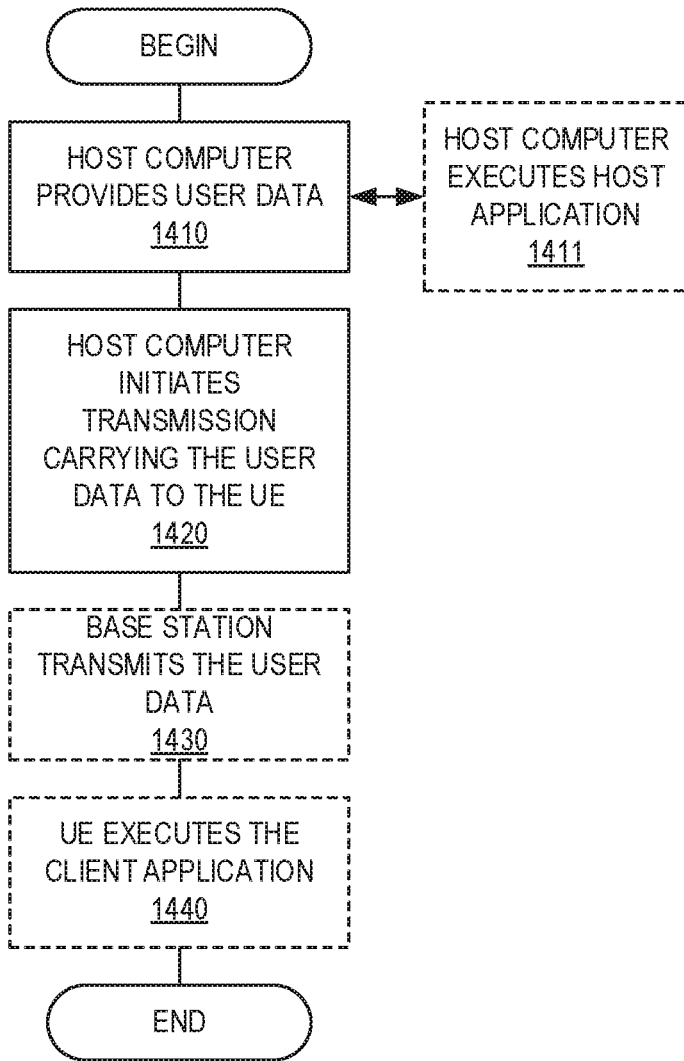 BEGIN
HOST COMPUTER
PROVIDES USER DATA
1410
HOST COMPUTER
EXECUTES HOST
APPLICATION
1411
HOST COMPUTER
INITIATES
TRANSMISSION
CARRYING THE USER
DATA TO THE UE
1420
BASE STATION
TRANSMITS THE USER
DATA
1430
UE EXECUTES THE
CLIENT APPLICATION
1440
END